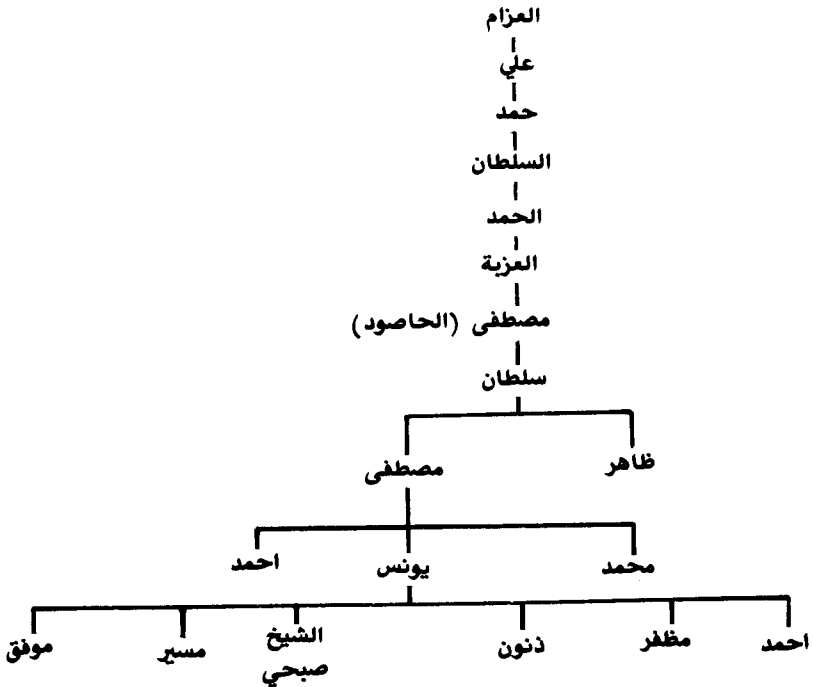 العزام
علي
حمد
السلطان
الحمد
العزبة
مصطفى (الحاصود)
سلطان
ظاهر
مصطفى
محمد
يونس
احمد
احمد
مظفر
ذنون
الشيخ صبحي
مسير
موفق